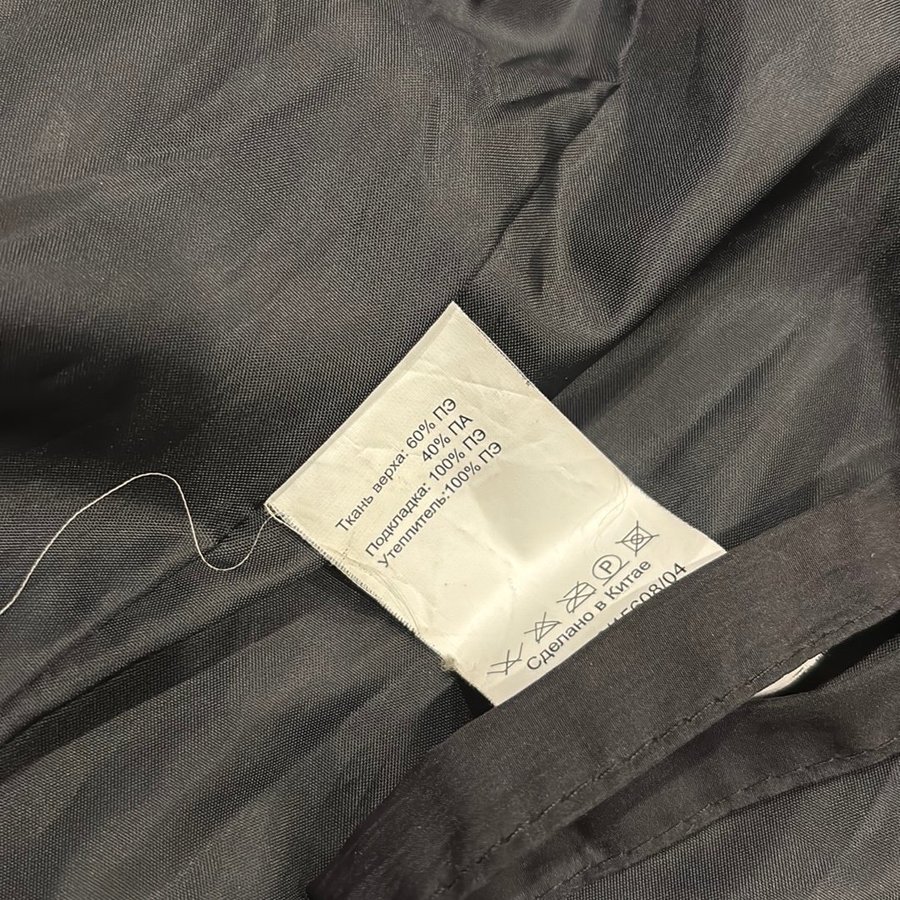 Ткань верха: 60% ПЭ
40% ПА
Подкладка: 100% ПЭ
Утеплитель:100% ПЭ
P
Сделано в Китае